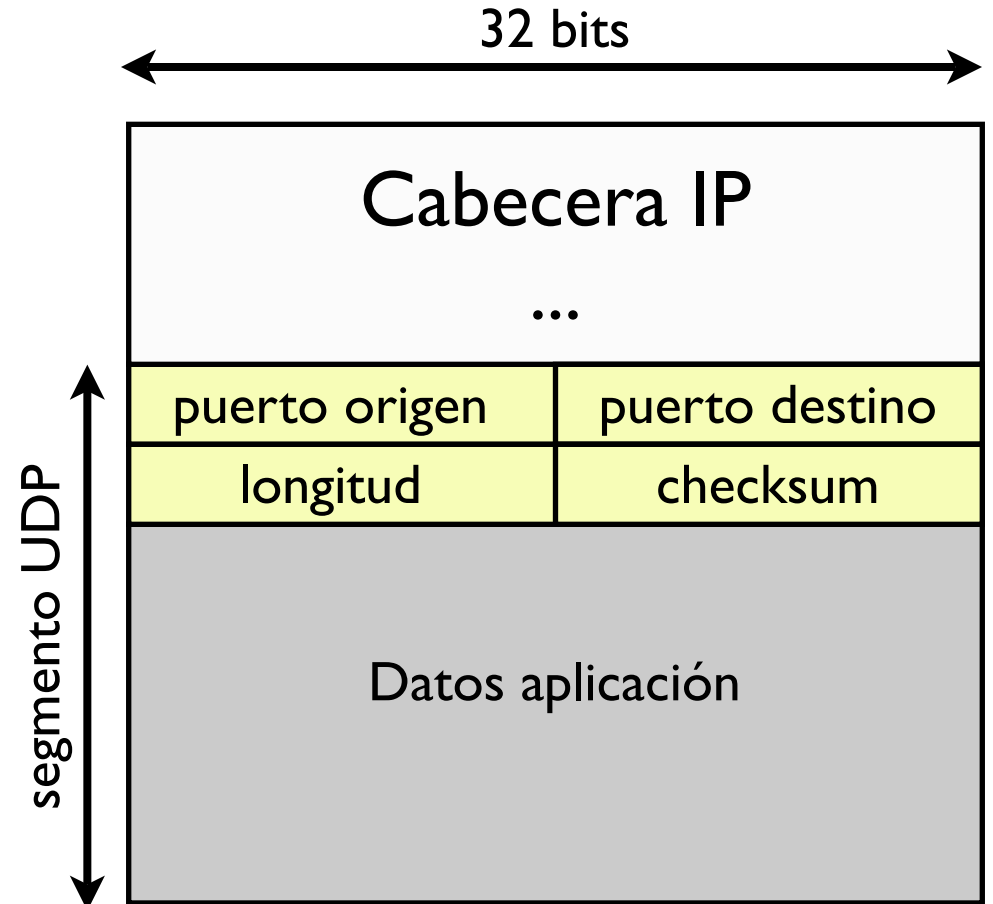 32 bits
Cabecera IP
...
puerto origen
puerto destino
longitud
checksum
segmento UDP
Datos aplicación